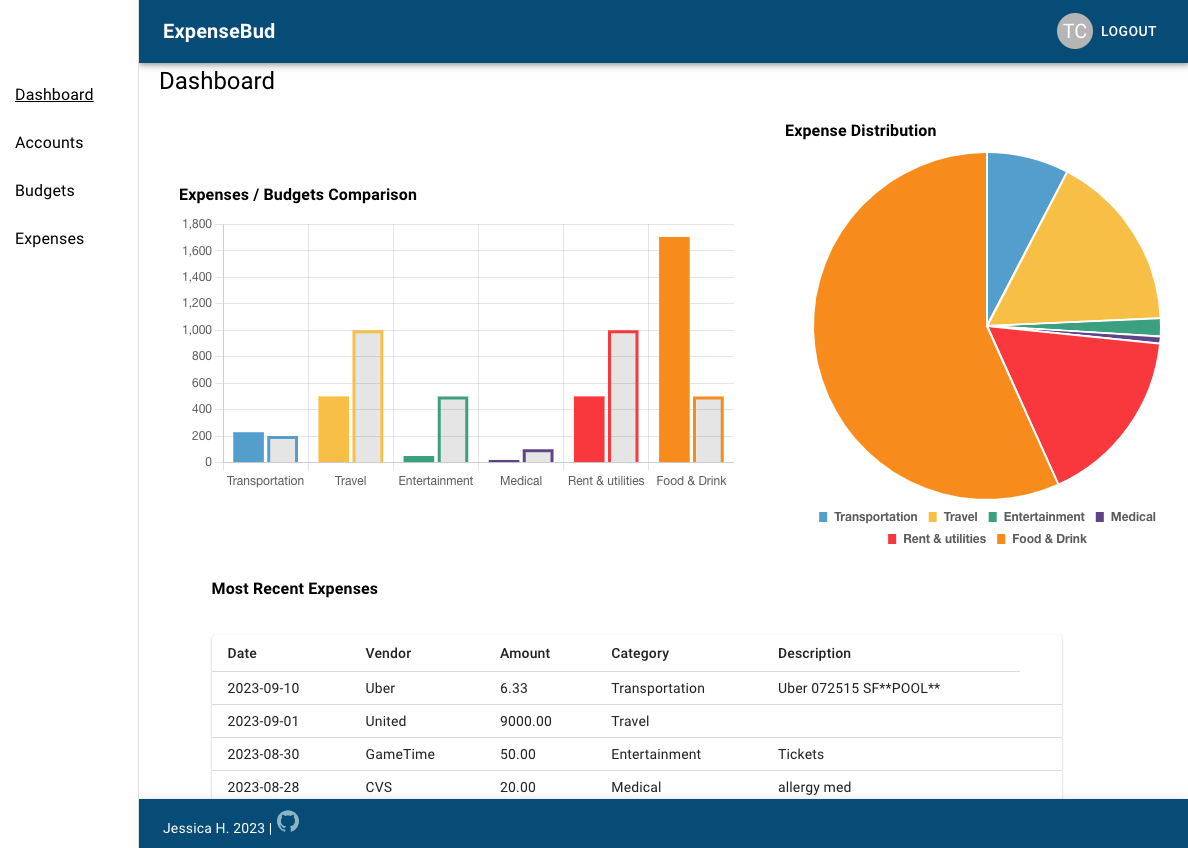 ExpenseBud
TC LOGOUT
Dashboard
Accounts
Budgets
Expenses
Dashboard
Expenses / Budgets Comparison
1,800
1,600
1,400
1,200
1,000
800
600
400
200
0
Transportation Travel Entertainment Medical Rent & utilities Food & Drink
Expense Distribution
Transportation Travel Entertainment Medical
Rent & utilities Food & Drink
Most Recent Expenses
Date Vendor Amount Category Description
2023-09-10 Uber 6.33 Transportation Uber 072515 SF**POOL**
2023-09-01 United 9000.00 Travel
2023-08-30 GameTime 50.00 Entertainment Tickets
2023-08-28 CVS 20.00 Medical allergy med
Jessica H. 2023 |